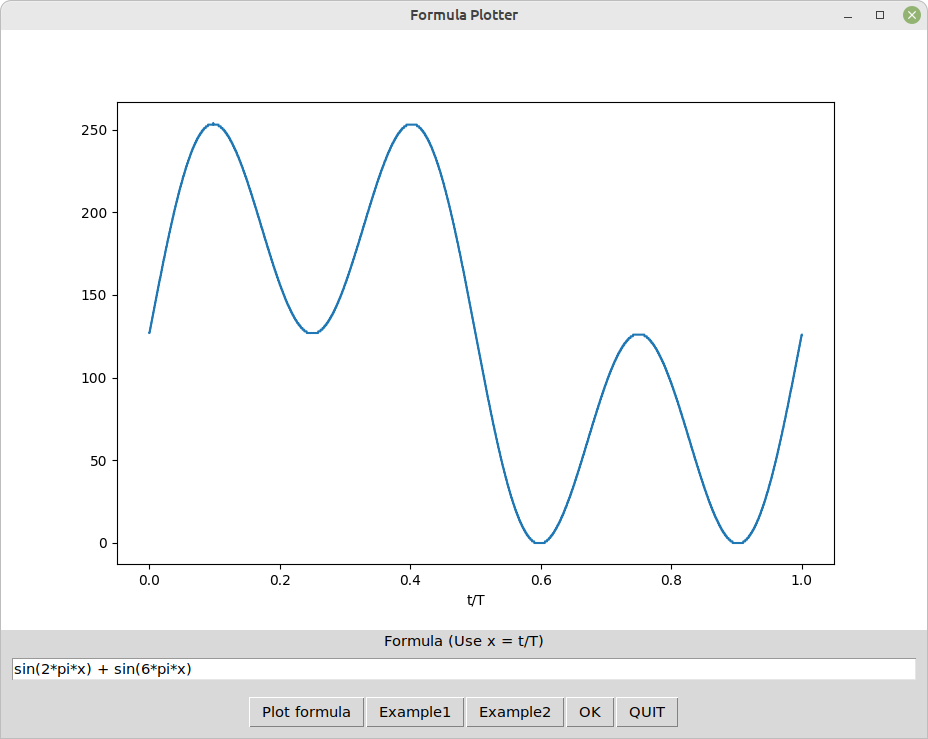 Formula Plotter
250
200
150
100
50
0
0.0 0.2 0.4 0.6 0.8 1.0
t/T
Formula (Use x = t/T)
sin(2*pi*x) + sin(6*pi*x)
Plot formula Example1 Example2 OK QUIT